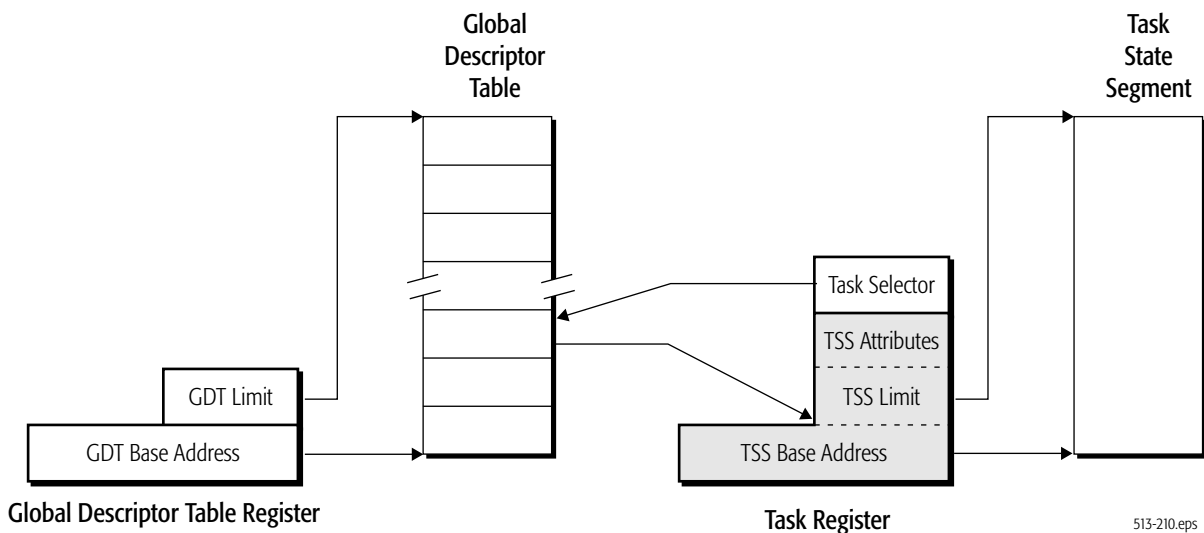 Global
Descriptor
Table
Task
State
Segment
Task Selector
TSS Attributes
GDT Limit
TSS Limit
GDT Base Address
TSS Base Address
Global Descriptor Table Register
Task Register
513-210.eps